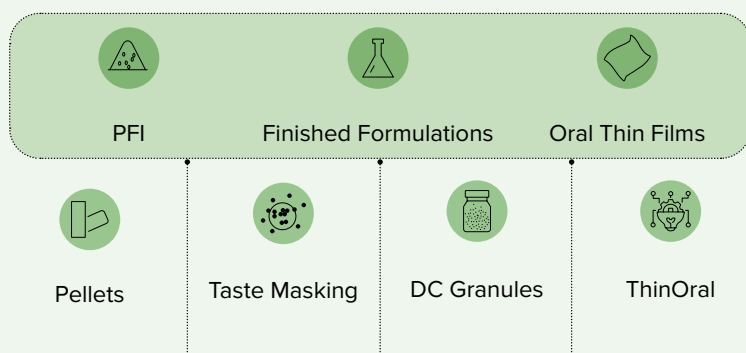 PFI
Finished Formulations
Oral Thin Films
Pellets
Taste Masking
DC Granules
ThinOral